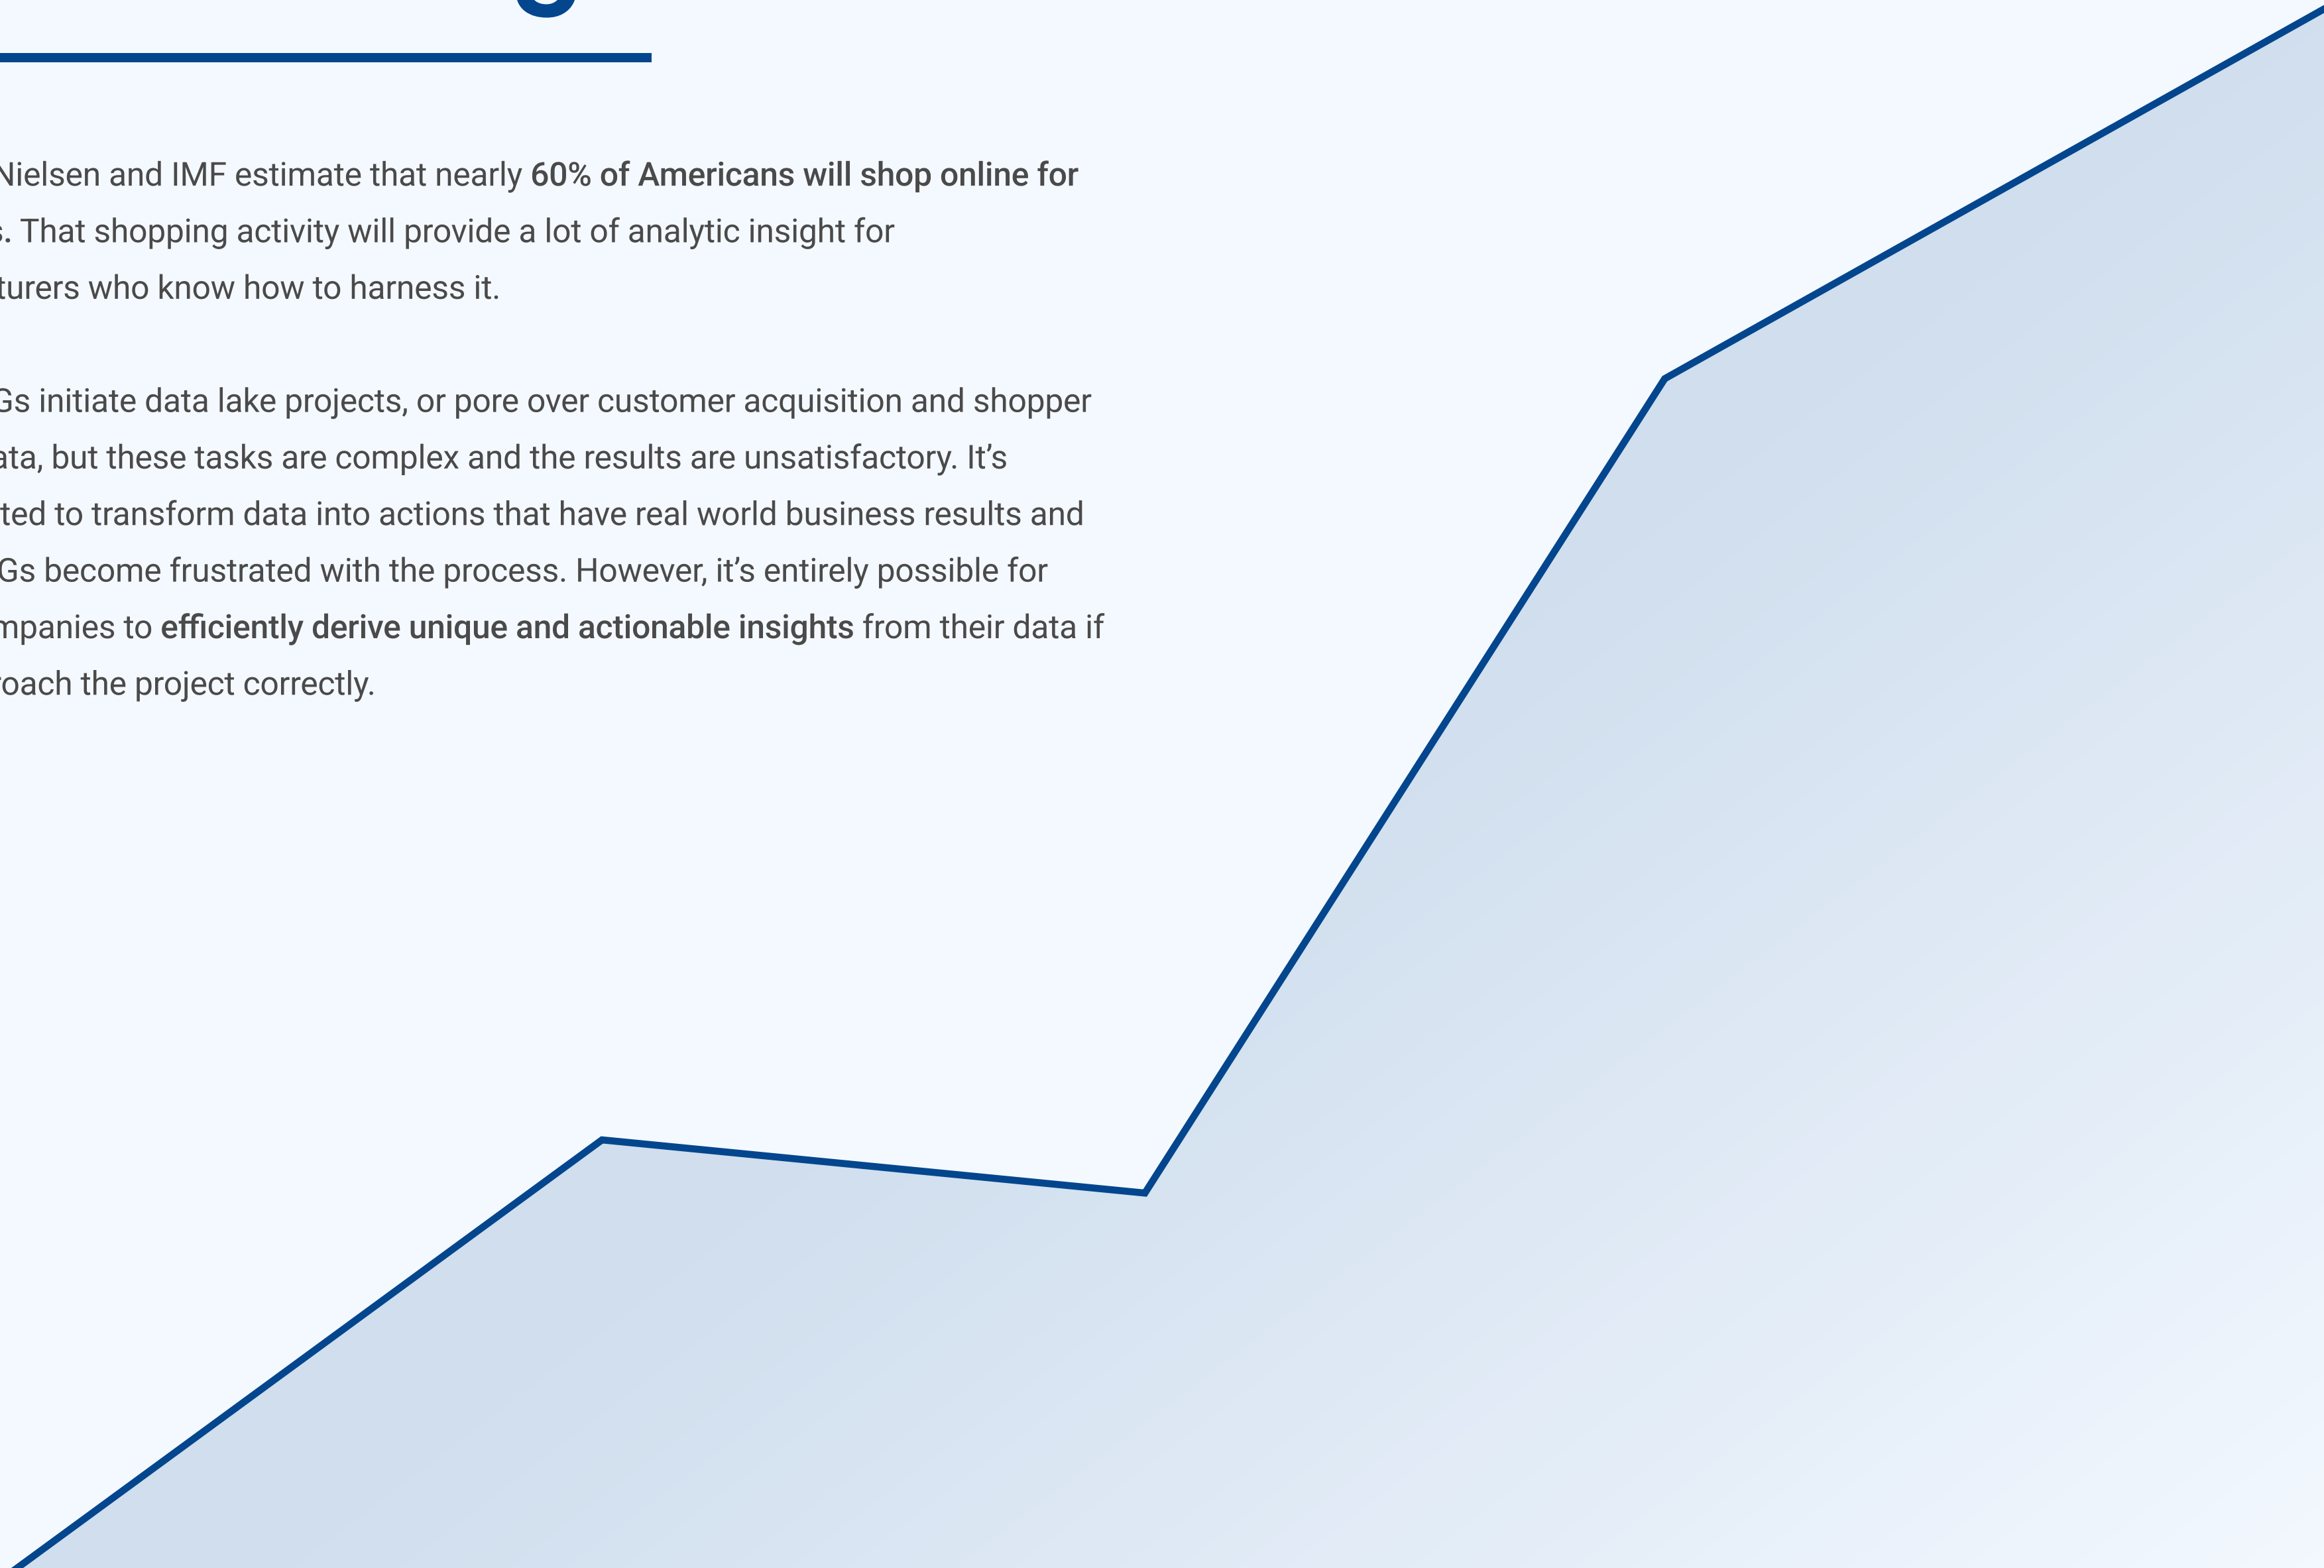 Nielsen and IMF estimate that nearly 60% of Americans will shop online for
. That shopping activity will provide a lot of analytic insight for
turers who know how to harness it.
Gs initiate data lake projects, or pore over customer acquisition and shopper
ata, but these tasks are complex and the results are unsatisfactory. It’s
ted to transform data into actions that have real world business results and
Gs become frustrated with the process. However, it’s entirely possible for
mpanies to efficiently derive unique and actionable insights from their data if
roach the project correctly.